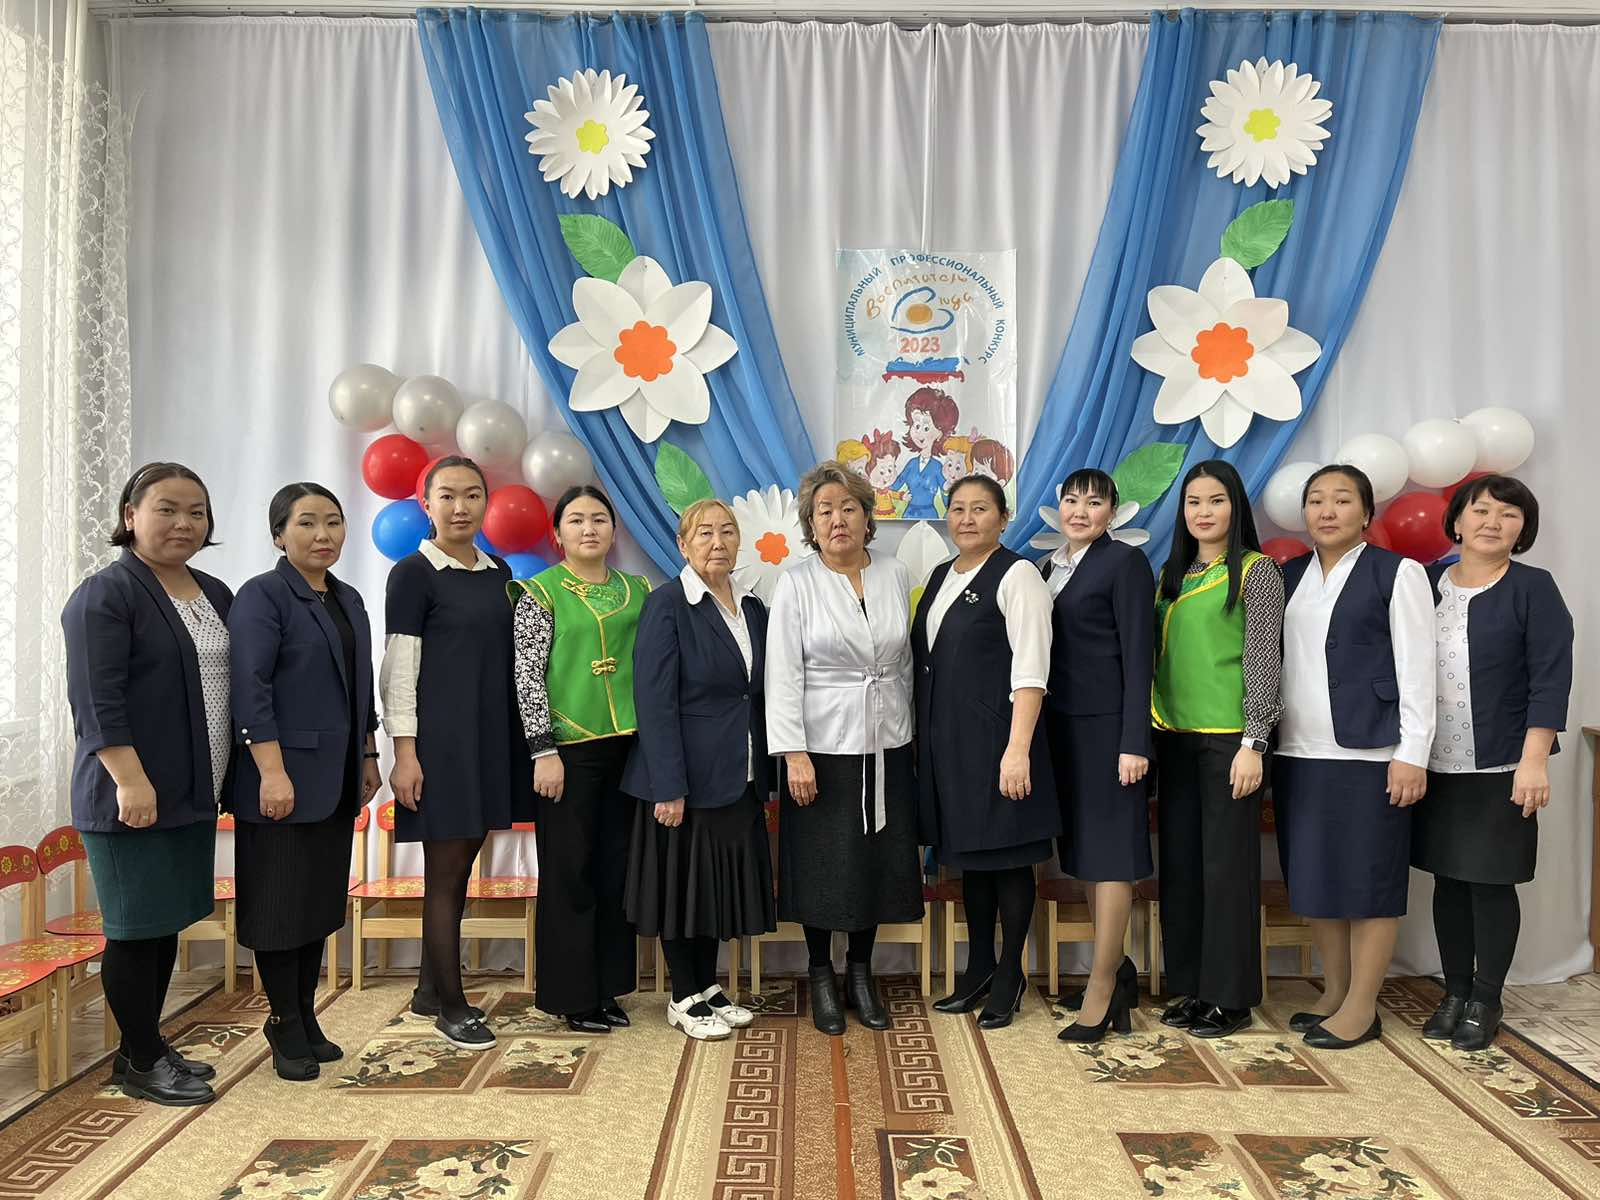 МУНИЦИПАЛЬНЫЙ ПРОФЕССИОНАЛЬНЫЙ КОНКУРС
Воспитатель
года
2023